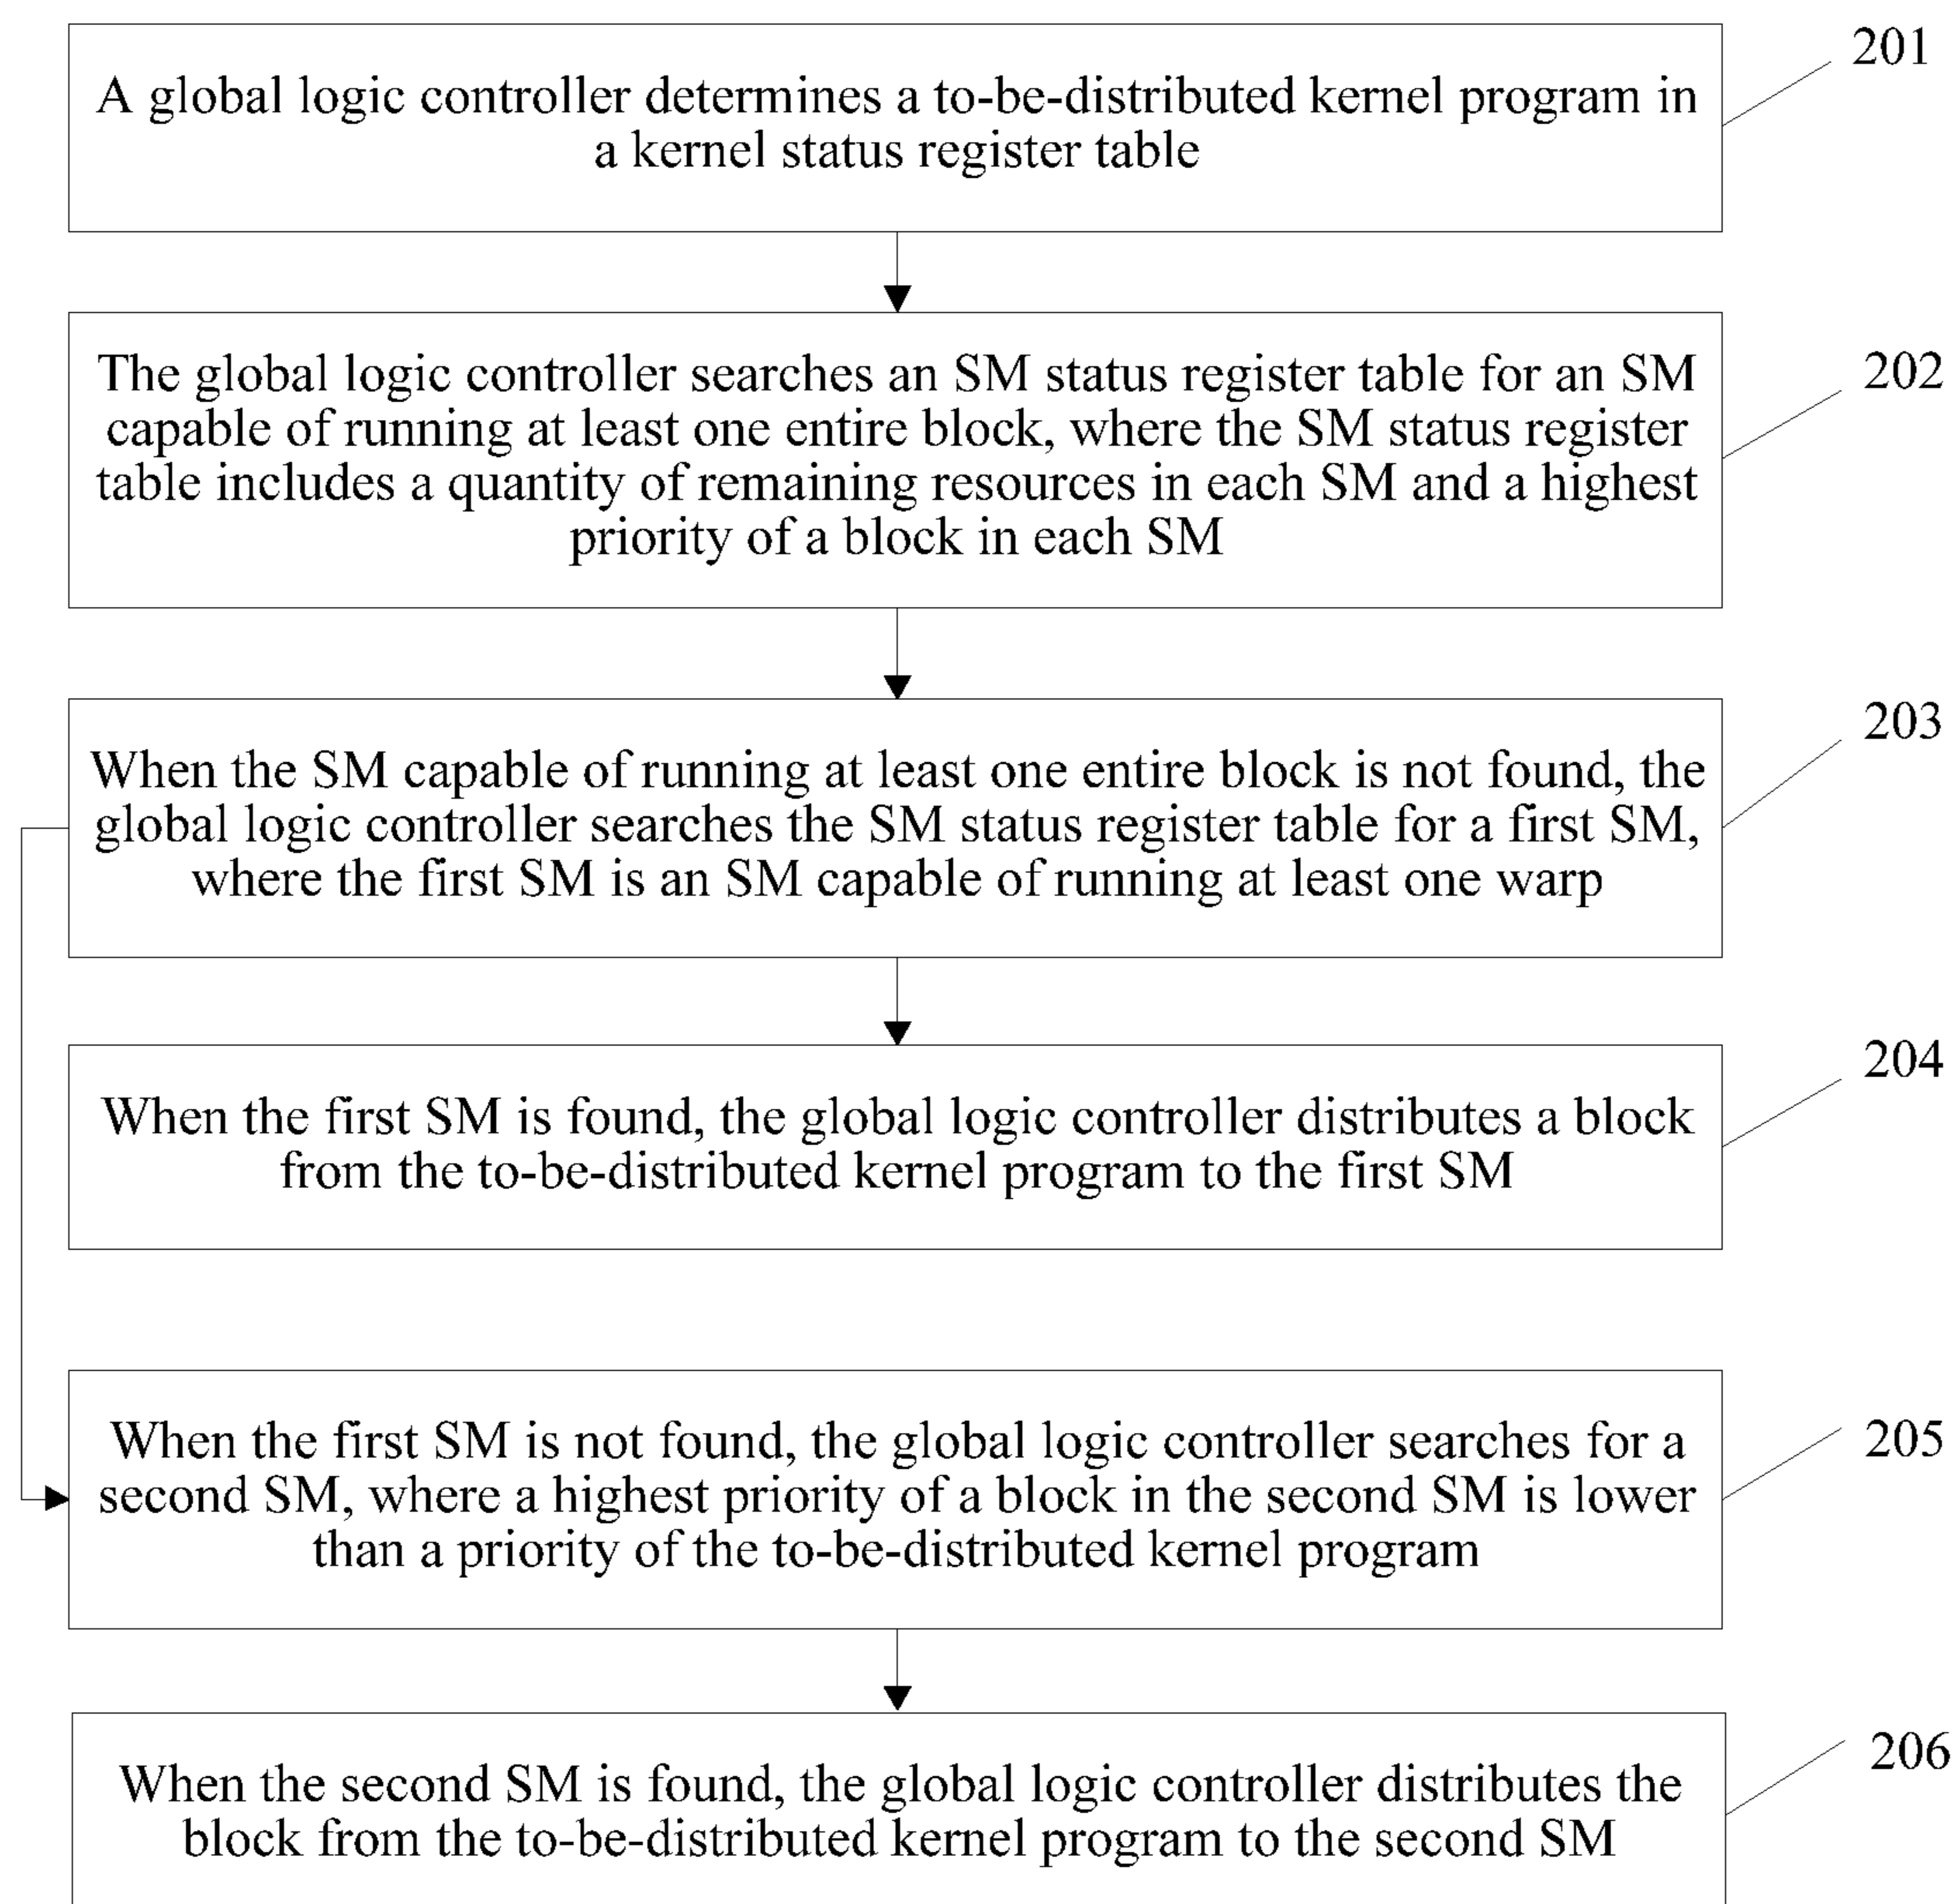 A global logic controller determines a to-be-distributed kernel program in
a kernel status register table
201
The global logic controller searches an SM status register table for an SM
capable of running at least one entire block, where the SM status register
table includes a quantity of remaining resources in each SM and a highest
priority of a block in each SM
202
When the SM capable of running at least one entire block is not found, the
global logic controller searches the SM status register table for a first SM,
where the first SM is an SM capable of running at least one warp
203
When the first SM is found, the global logic controller distributes a block
from the to-be-distributed kernel program to the first SM
204
When the first SM is not found, the global logic controller searches for a
second SM, where a highest priority of a block in the second SM is lower
than a priority of the to-be-distributed kernel program
205
When the second SM is found, the global logic controller distributes the
block from the to-be-distributed kernel program to the second SM
206